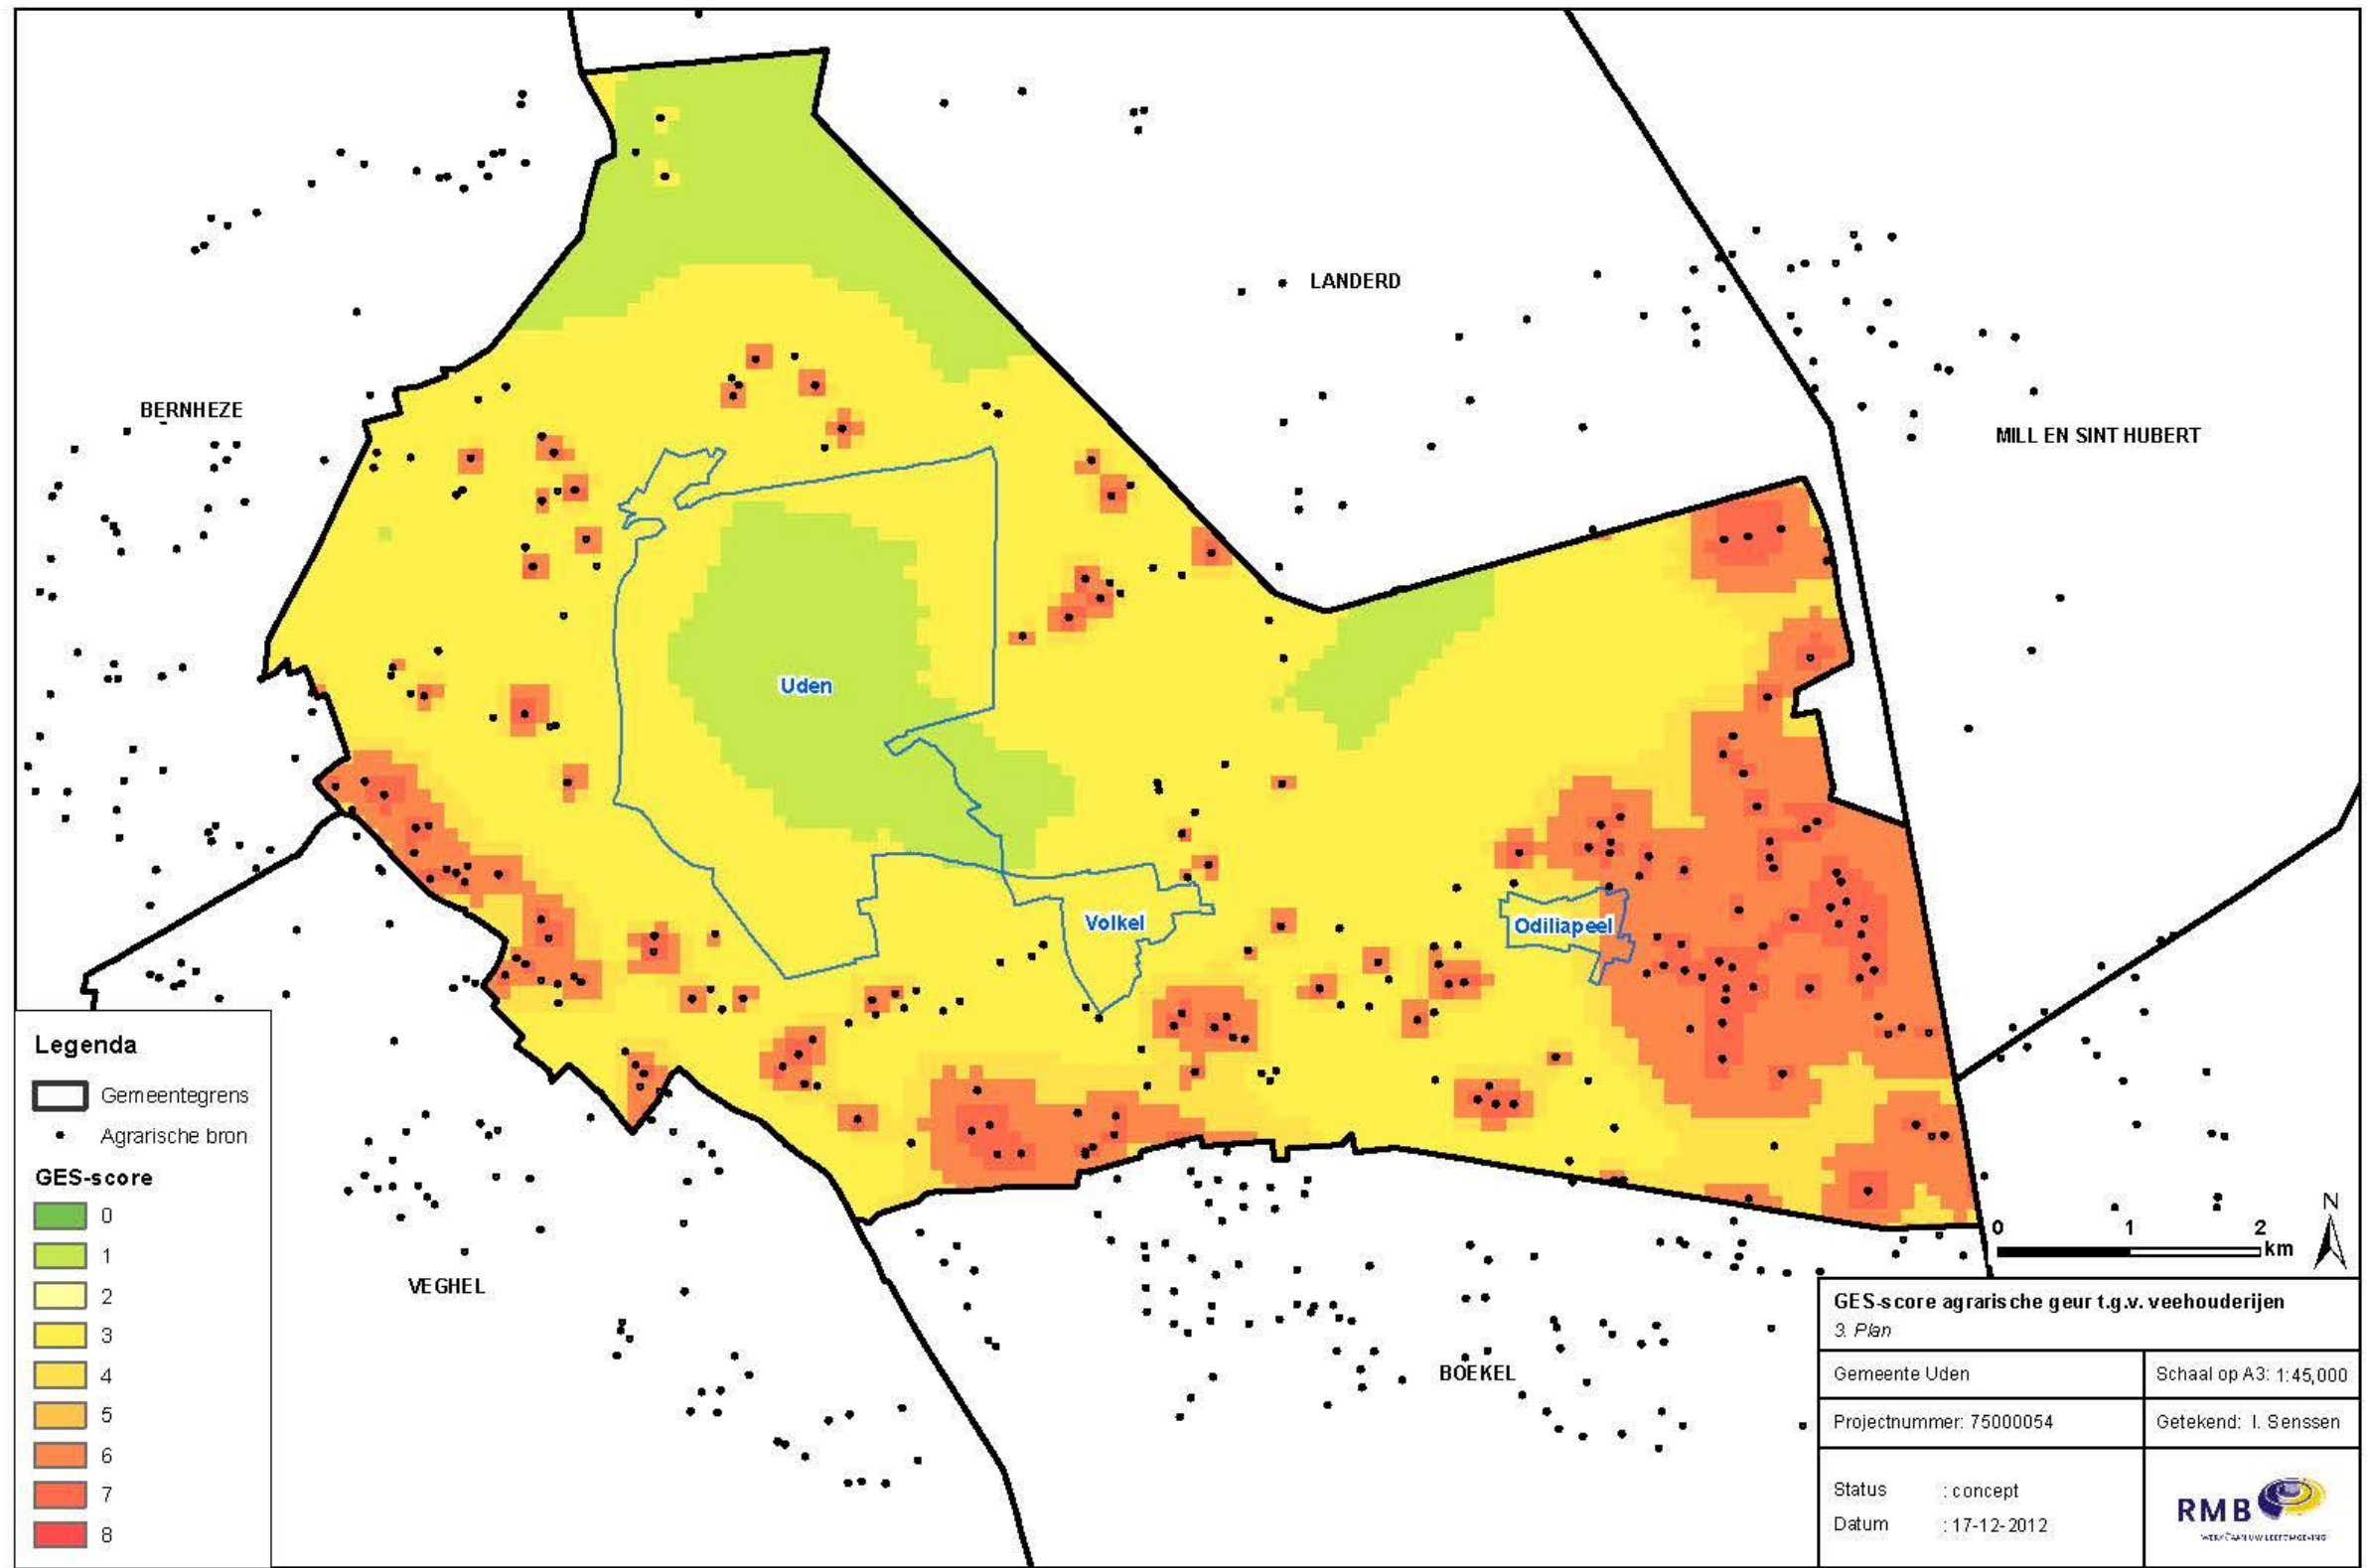 LANDERD
BERNHEZE
MILL EN SINT HUBERT
Uden
Volkel
Odiliapeel
VEGHEL
BOEKEL
Legenda
Gemeentegrens
Agrarische bron
GES-score
0
1
2
3
4
5
6
7
8
N
0 1 2
km
GES-score agrarische geur t.g.v. veehouderijen
3. Plan
Gemeente Uden
Schaal op A3: 1:45,000
Projectnummer: 75000054
Getekend: I. Senssen
Status : concept
Datum : 17-12-2012
RMB